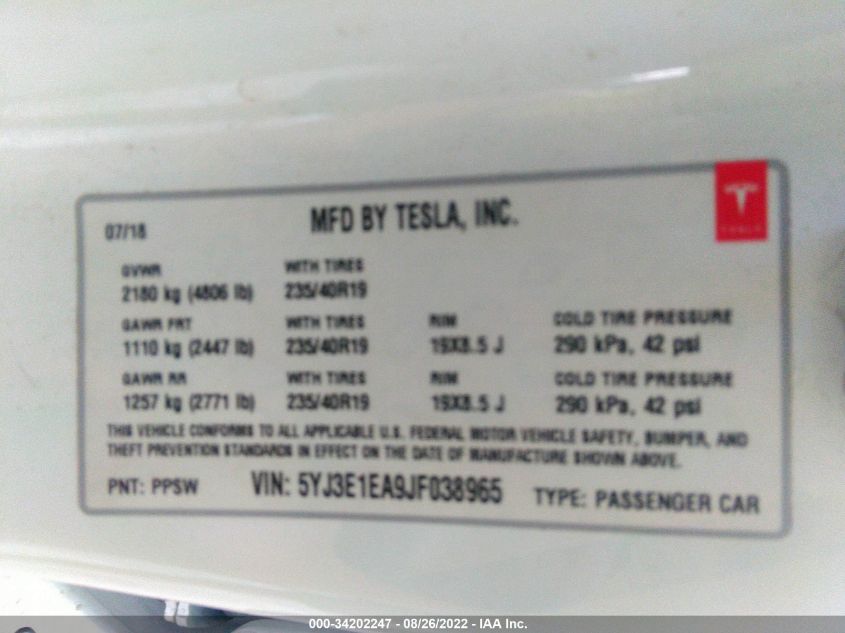 07/18 MFD BY TESLA, INC. TESLA
GVWR WITH TIRES
2180 kg (4806 lb) 235/40R19
GAWR FRT WITH TIRES RIM COLD TIRE PRESSURE
1110 kg (2447 lb) 235/40R19 19X8.5 J 290 kPa, 42 psi
GAWR RR WITH TIRES RIM COLD TIRE PRESSURE
1257 kg (2771 lb) 235/40R19 19X8.5 J 290 kPa, 42 psi
THIS VEHICLE CONFORMS TO ALL APPLICABLE U.S. FEDERAL MOTOR VEHICLE SAFETY, BUMPER, AND
THEFT PREVENTION STANDARDS IN EFFECT ON THE DATE OF MANUFACTURE SHOWN ABOVE.
PNT: PPSW VIN: 5YJ3E1EA9JF038965 TYPE: PASSENGER CAR
000-34202247 - 08/26/2022 - IAA Inc.